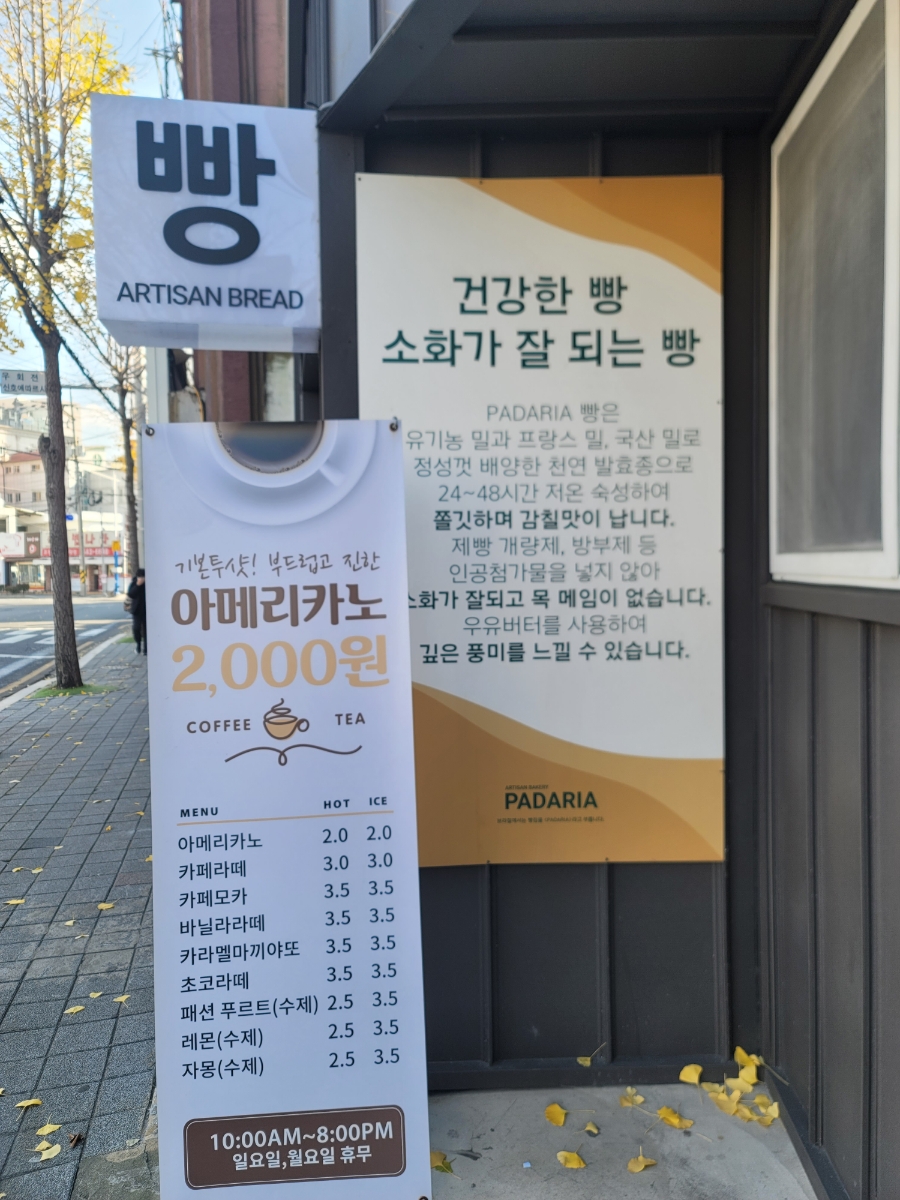 빵
ARTISAN BREAD
건강한 빵
소화가 잘 되는 빵
PADARIA 빵은
유기농 밀과 프랑스 밀, 국산 밀로
정성껏 배양한 천연 발효종으로
24~48시간 저온 숙성하여
쫄깃하며 감칠맛이 납니다.
제빵 개량제, 방부제 등
인공첨가물을 넣지 않아
소화가 잘되고 목 메임이 없습니다.
우유버터를 사용하여
깊은 풍미를 느낄 수 있습니다.
ARTISAN BAKERY
PADARIA
기본투샷! 부드럽고 진한
아메리카노
2,000원
COFFEE TEA
MENU HOT ICE
아메리카노 2.0 2.0
카페라떼 3.0 3.0
카페모카 3.5 3.5
바닐라라떼 3.5 3.5
카라멜마끼야또 3.5 3.5
초코라떼 3.5 3.5
패션 푸르트(수제) 2.5 3.5
레몬(수제) 2.5 3.5
자몽(수제) 2.5 3.5
10:00AM~8:00PM
일요일,월요일 휴무
우회전